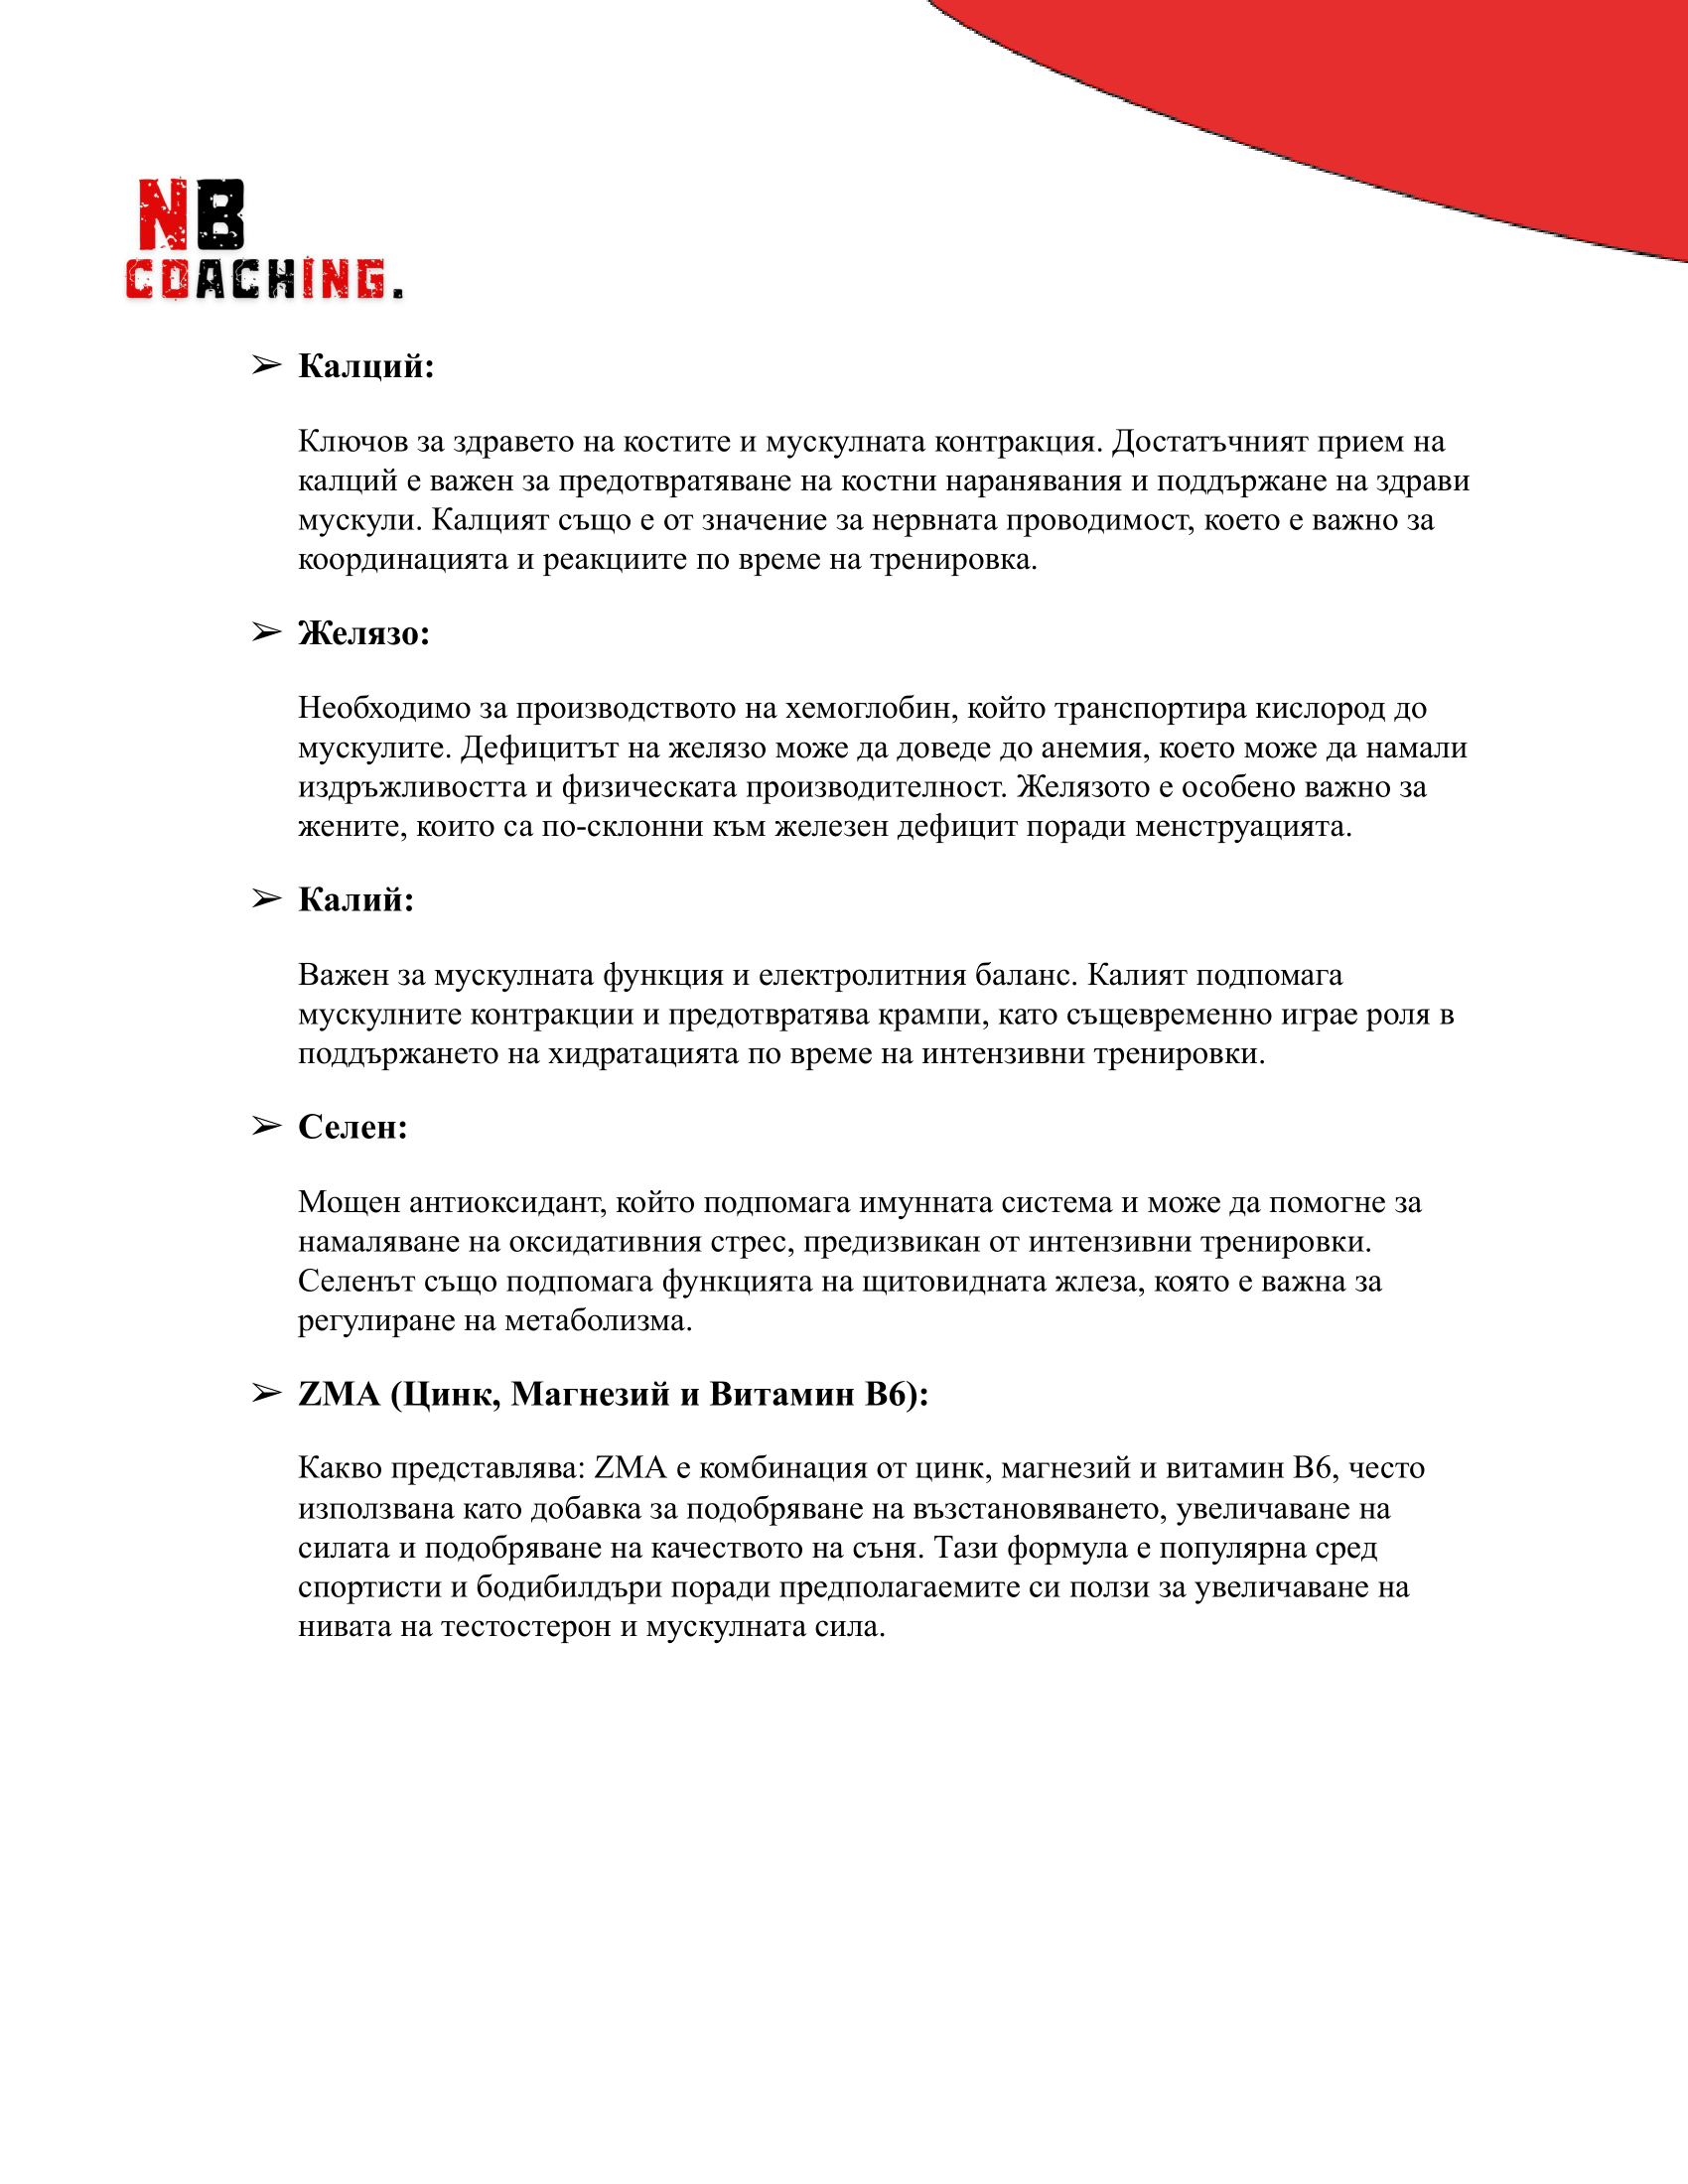 NB
COACHING.
➢ Калций:
Ключов за здравето на костите и мускулната контракция. Достатъчният прием на
калций е важен за предотвратяване на костни наранявания и поддържане на здрави
мускули. Калцият също е от значение за нервната проводимост, което е важно за
координацията и реакциите по време на тренировка.
➢ Желязо:
Необходимо за производството на хемоглобин, който транспортира кислород до
мускулите. Дефицитът на желязо може да доведе до анемия, което може да намали
издръжливостта и физическата производителност. Желязото е особено важно за
жените, които са по-склонни към железен дефицит поради менструацията.
➢ Калий:
Важен за мускулната функция и електролитния баланс. Калият подпомага
мускулните контракции и предотвратява крампи, като същевременно играе роля в
поддържането на хидратацията по време на интензивни тренировки.
➢ Селен:
Мощен антиоксидант, който подпомага имунната система и може да помогне за
намаляване на оксидативния стрес, предизвикан от интензивни тренировки.
Селенът също подпомага функцията на щитовидната жлеза, която е важна за
регулиране на метаболизма.
➢ ZMA (Цинк, Магнезий и Витамин B6):
Какво представлява: ZMA е комбинация от цинк, магнезий и витамин B6, често
използвана като добавка за подобряване на възстановяването, увеличаване на
силата и подобряване на качеството на съня. Тази формула е популярна сред
спортисти и бодибилдъри поради предполагаемите си ползи за увеличаване на
нивата на тестостерон и мускулната сила.